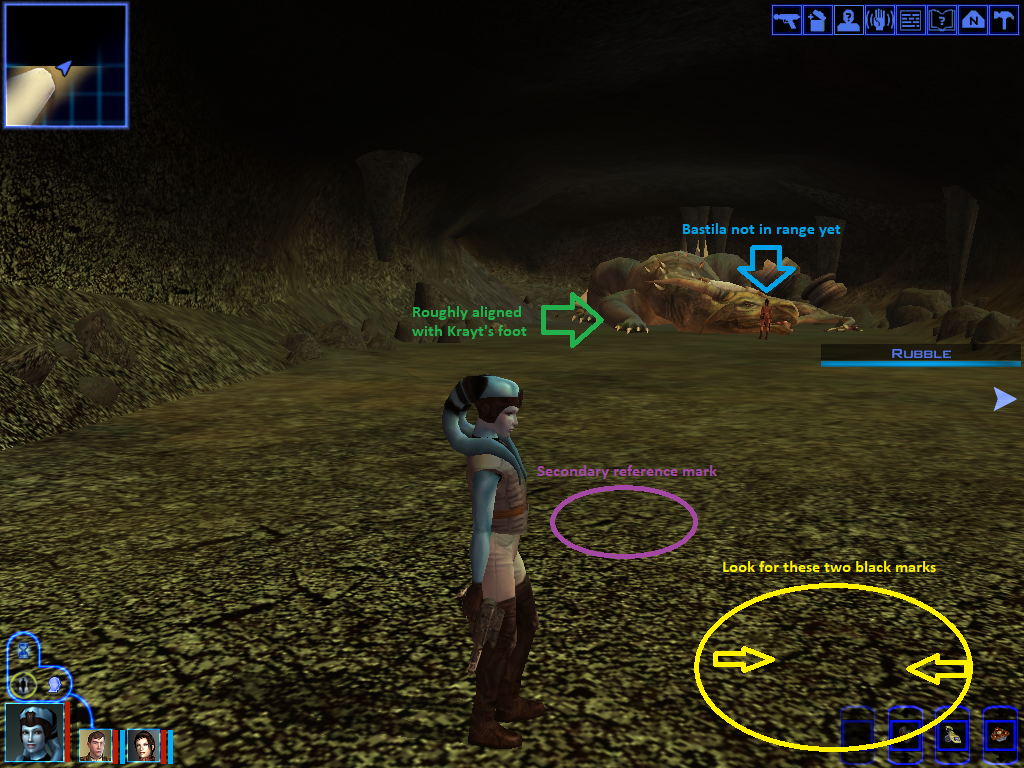 Bastila not in range yet
Roughly aligned
with Krayt's foot
Rubble
Secondary reference mark
Look for these two black marks